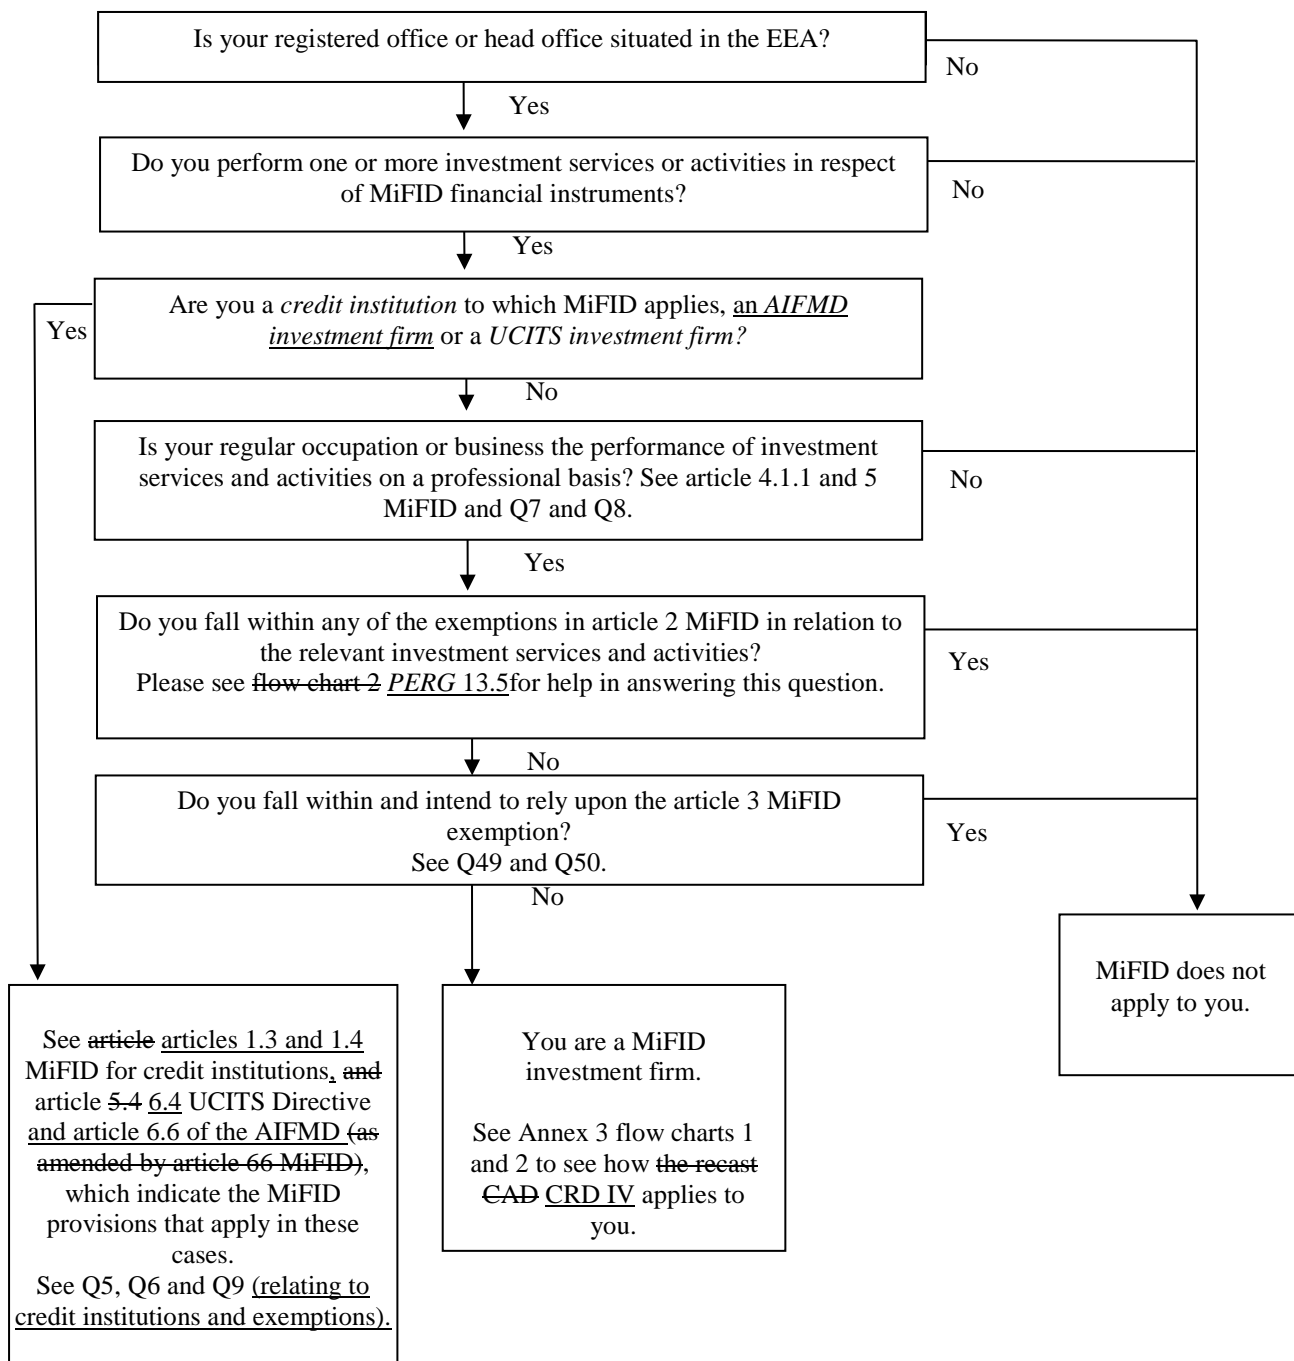 Is your registered office or head office situated in the EEA?
No
Yes
Do you perform one or more investment services or activities in respect
of MiFID financial instruments?
No
Yes
Are you a credit institution to which MiFID applies, an AIFMD
investment firm or a UCITS investment firm?
Yes
No
Is your regular occupation or business the performance of investment
services and activities on a professional basis? See article 4.1.1 and 5
MiFID and Q7 and Q8.
No
Yes
Do you fall within any of the exemptions in article 2 MiFID in relation to
the relevant investment services and activities?
Please see flow chart 2 PERG 13.5for help in answering this question.
Yes
No
Do you fall within and intend to rely upon the article 3 MiFID
exemption?
See Q49 and Q50.
Yes
No
See article articles 1.3 and 1.4
MiFID for credit institutions, and
article 5.4 6.4 UCITS Directive
and article 6.6 of the AIFMD (as
amended by article 66 MiFID),
which indicate the MiFID
provisions that apply in these
cases.
See Q5, Q6 and Q9 (relating to
credit institutions and exemptions).
You are a MiFID
investment firm.
See Annex 3 flow charts 1
and 2 to see how the recast
CAD CRD IV applies to
you.
MiFID does not
apply to you.